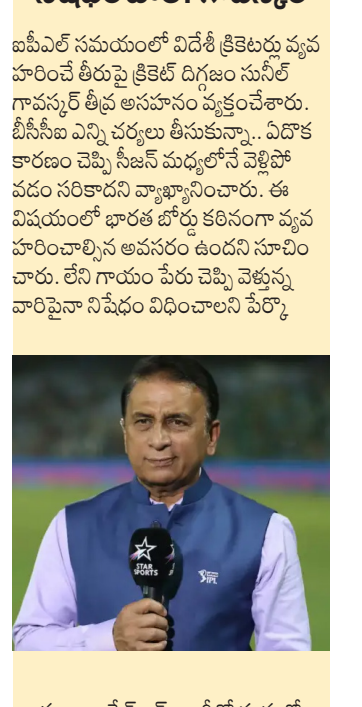 ఐపీఎల్ సమయంలో విదేశీ క్రికెటర్లు వ్యవ
హరించే తీరుపై క్రికెట్ దిగ్గజం సునీల్
గావస్కర్ తీవ్ర అసహనం వ్యక్తంచేశారు.
బీసీసీఐ ఎన్ని చర్యలు తీసుకున్నా.. ఏదొక
కారణం చెప్పి సీజన్ మధ్యలోనే వెళ్లిపో
వడం సరికాదని వ్యాఖ్యానించారు. ఈ
విషయంలో భారత బోర్డు కఠినంగా వ్యవ
హరించాల్సిన అవసరం ఉందని సూచిం
చారు. లేని గాయం పేరు చెప్పి వెళ్తున్న
వారిపైనా నిషేధం విధించాలని పేర్కొ
STAR
SPORTS
IPL